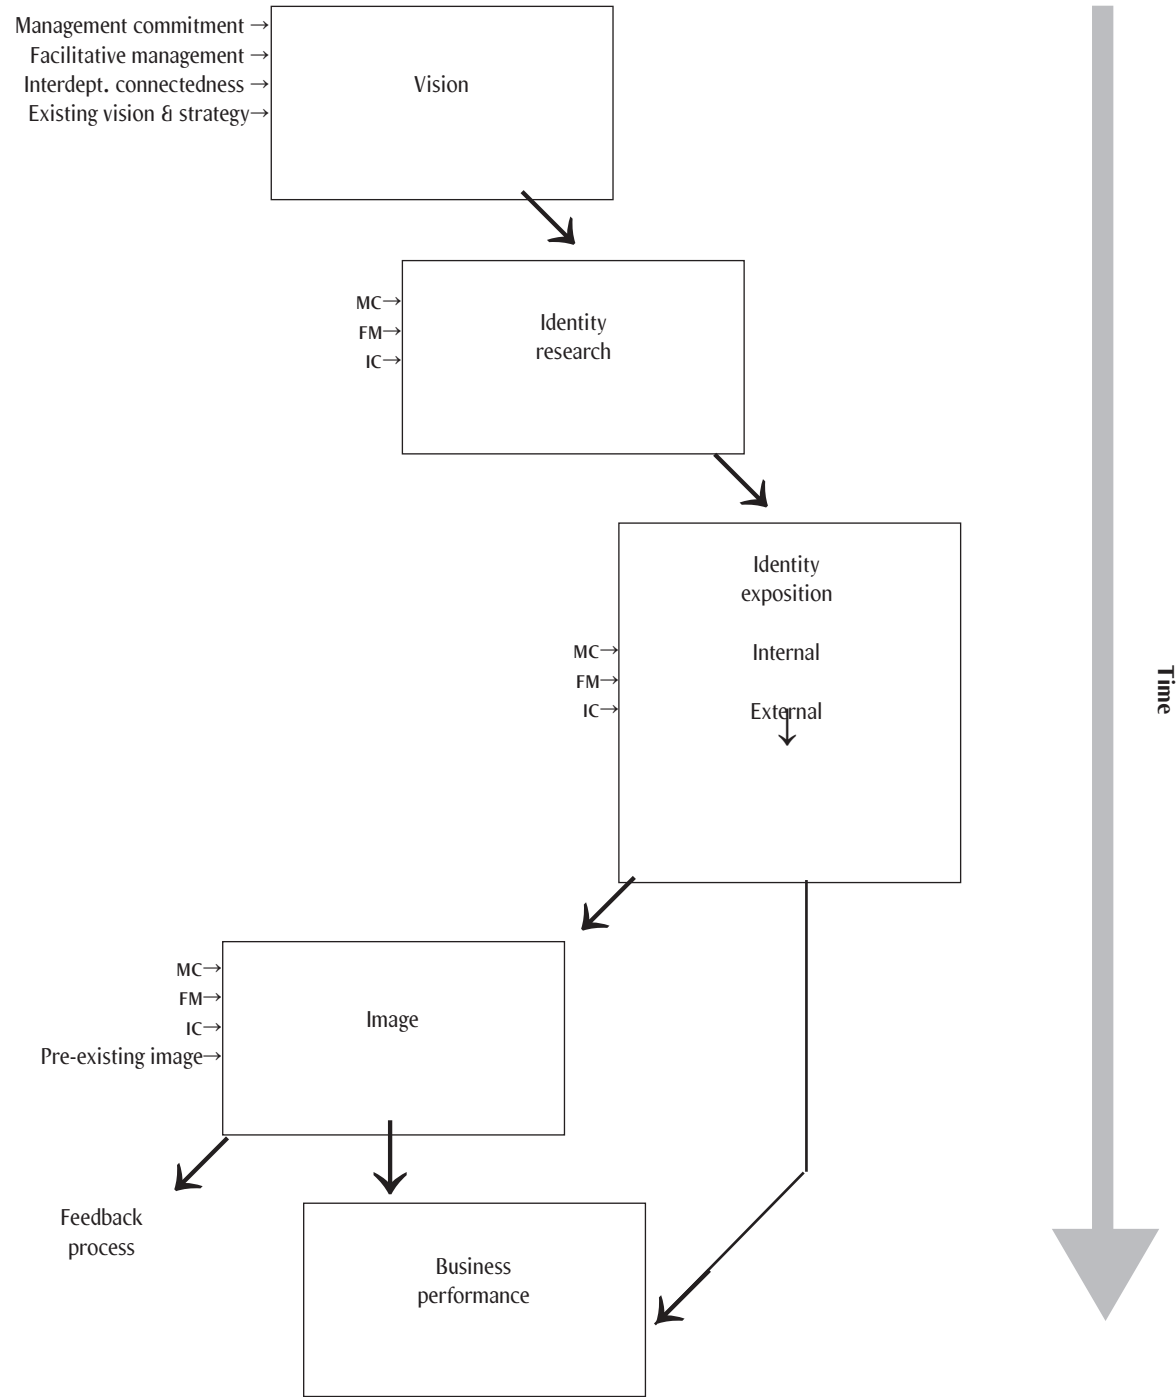 Management commitment →
Facilitative management →
Interdept. connectedness →
Existing vision & strategy→
Vision
MC→
FM→
IC→
Identity
research
Identity
exposition
MC→
Internal
FM→
IC→
External
Time
MC→
FM→
IC→
Pre-existing image→
Image
Feedback
process
Business
performance